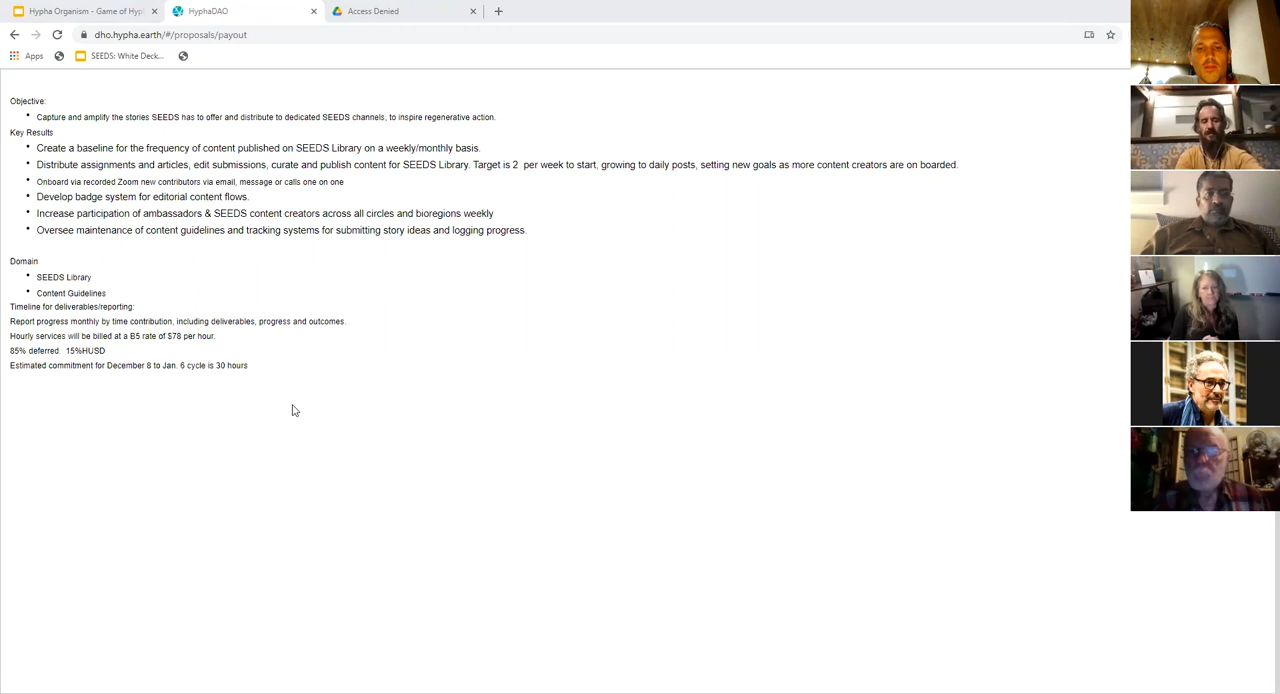 Hypha Organism - Game of Hyp
HyphaDAO
Access Denied
dho.hypha.earth/#/proposals/payout
Apps
SEEDS: White Deck...
Objective:
• Capture and amplify the stories SEEDS has to offer and distribute to dedicated SEEDS channels, to inspire regenerative action.
Key Results
• Create a baseline for the frequency of content published on SEEDS Library on a weekly/monthly basis.
• Distribute assignments and articles, edit submissions, curate and publish content for SEEDS Library. Target is 2 per week to start, growing to daily posts, setting new goals as more content creators are on boarded.
• Onboard via recorded Zoom new contributors via email, message or calls one on one
• Develop badge system for editorial content flows.
• Increase participation of ambassadors & SEEDS content creators across all circles and bioregions weekly
• Oversee maintenance of content guidelines and tracking systems for submitting story ideas and logging progress.
Domain
• SEEDS Library
• Content Guidelines
Timeline for deliverables/reporting:
Report progress monthly by time contribution, including deliverables, progress and outcomes.
Hourly services will be billed at a B5 rate of $78 per hour.
85% deferred. 15%HUSD
Estimated commitment for December 8 to Jan. 6 cycle is 30 hours